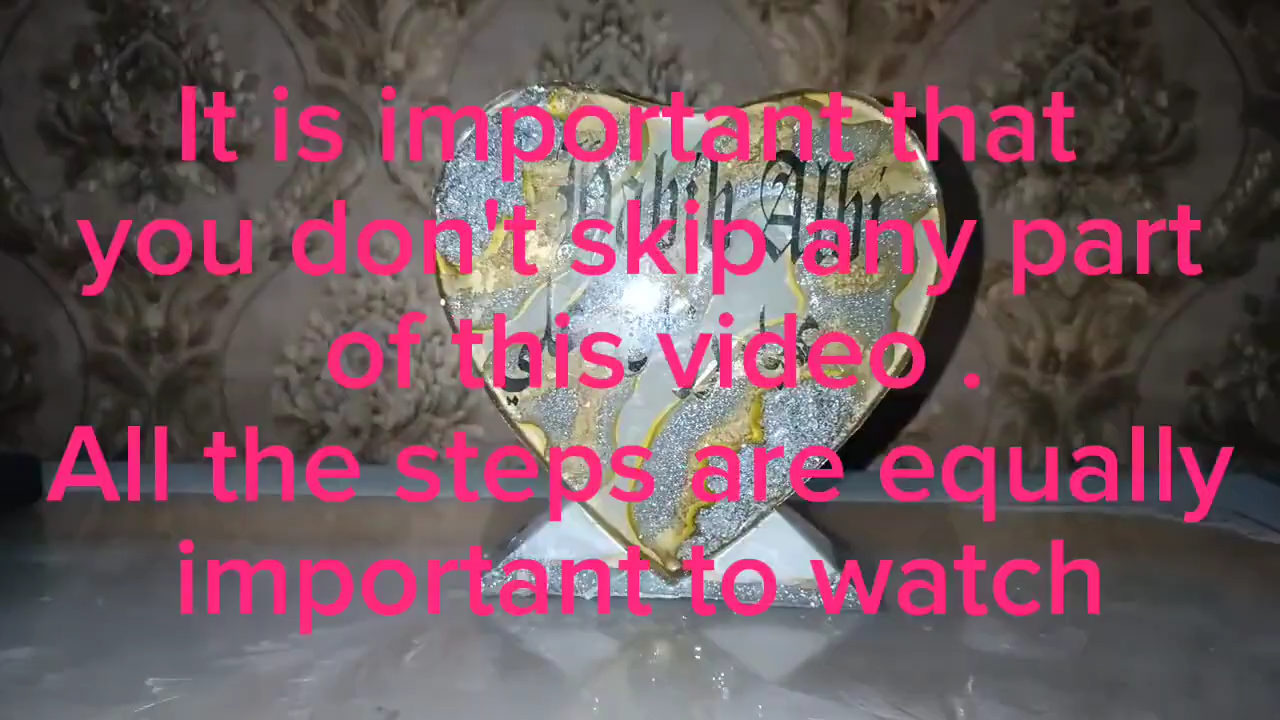 It is important that
you don't skip any part
of this video .
All the steps are equally
important to watch